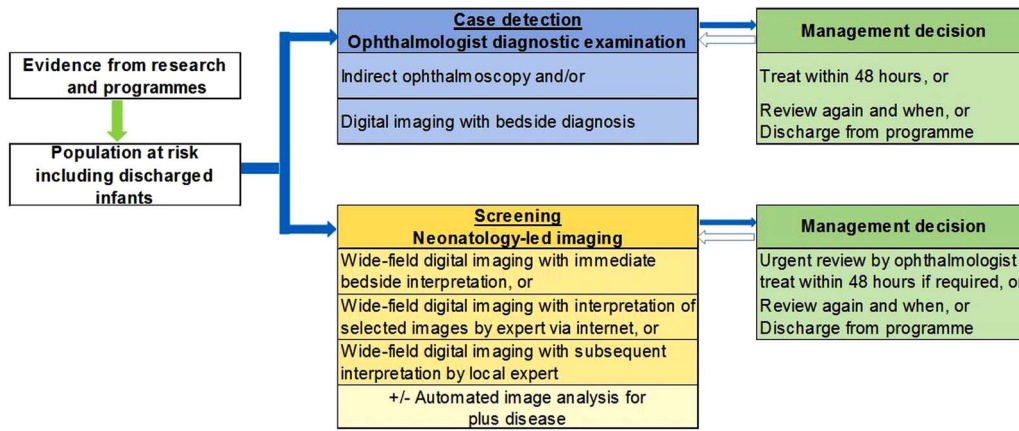 Evidence from research
and programmes
Population at risk
including discharged
infants
Case detection
Ophthalmologist diagnostic examination
Indirect ophthalmoscopy and/or
Digital imaging with bedside diagnosis
Management decision
Treat within 48 hours, or
Review again and when, or
Discharge from programme
Screening
Neonatology-led imaging
Wide-field digital imaging with immediate
bedside interpretation, or
Wide-field digital imaging with interpretation of
selected images by expert via internet, or
Wide-field digital imaging with subsequent
interpretation by local expert
+/- Automated image analysis for
plus disease
Management decision
Urgent review by ophthalmologist
treat within 48 hours if required, or
Review again and when, or
Discharge from programme